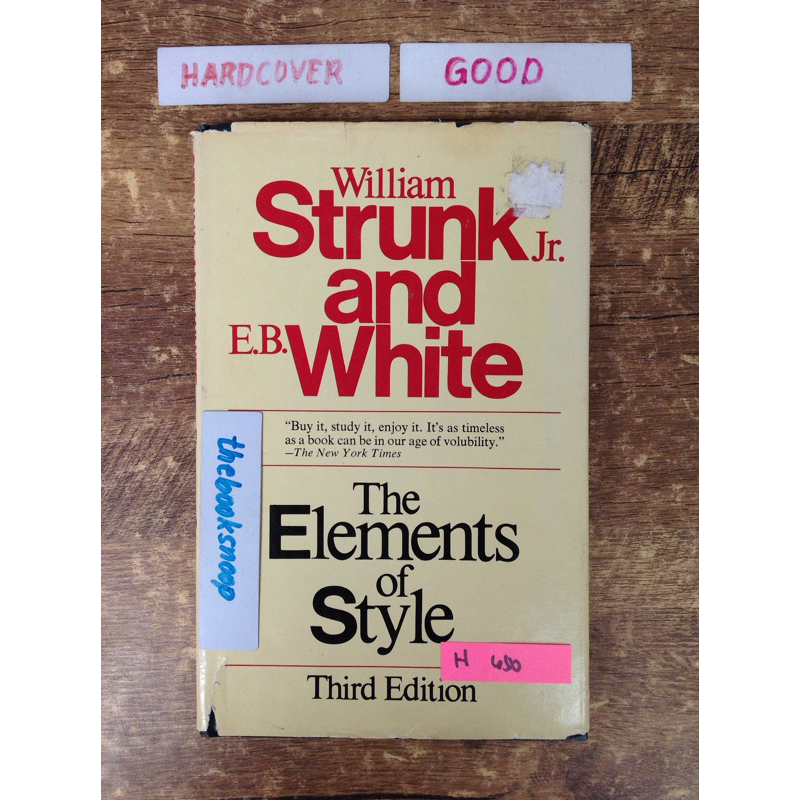 HARDCOVER
GOOD
William
Strunk Jr.
and
E.B. White
“Buy it, study it, enjoy it. It's as timeless
as a book can be in our age of volubility.”
—The New York Times
thebooksnoop
The
Elements
of
Style
H 450
Third Edition